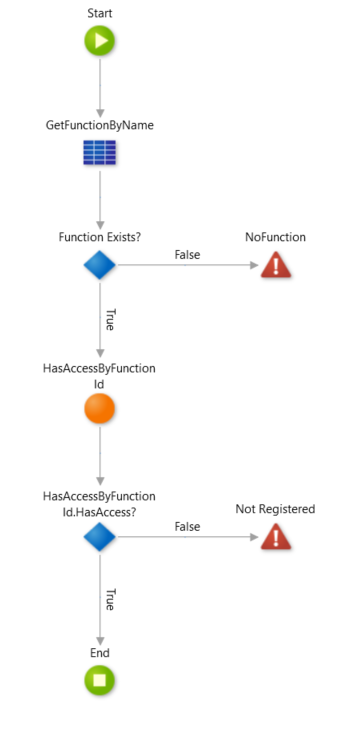 Start
GetFunctionByName
Function Exists?
False
NoFunction
True
HasAccessByFunction
Id
HasAccessByFunction
Id.HasAccess?
False
Not Registered
True
End